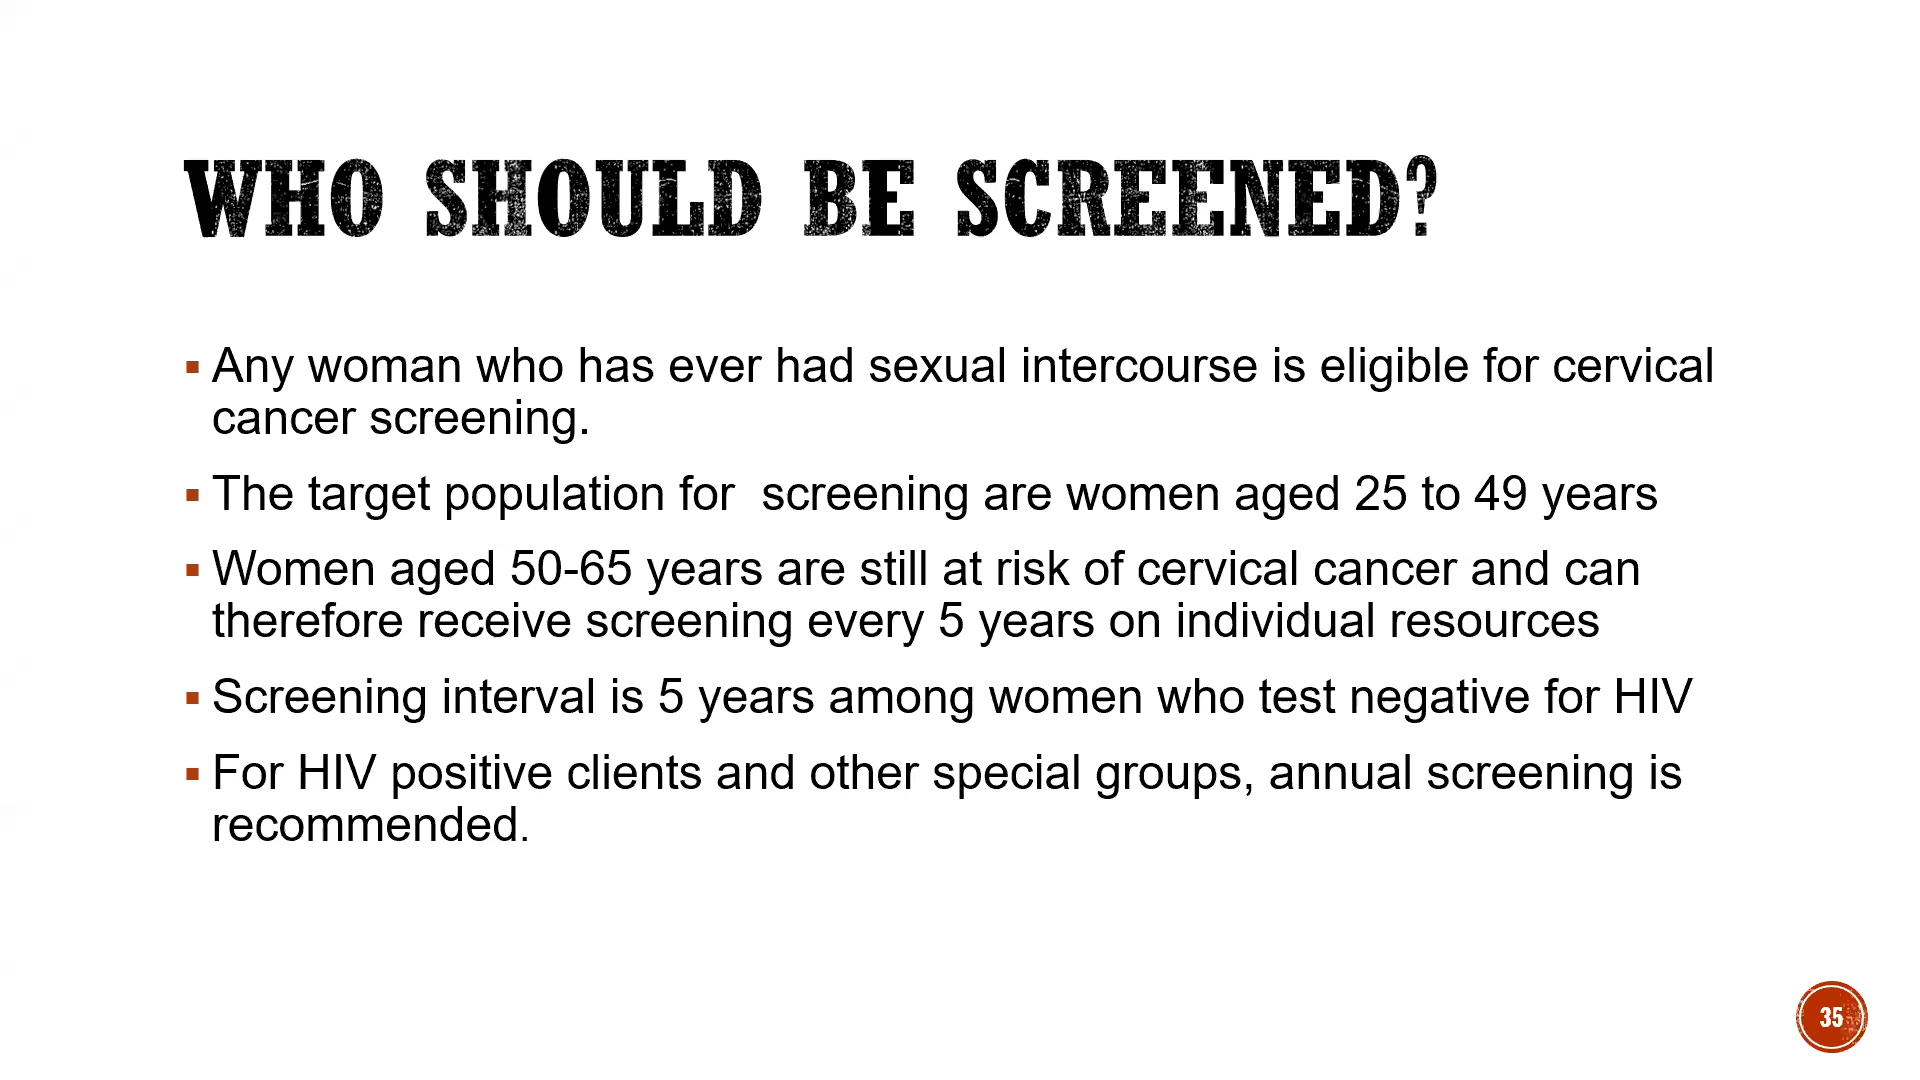 WHO SHOULD BE SCREENED?
▪ Any woman who has ever had sexual intercourse is eligible for cervical
cancer screening.
▪ The target population for  screening are women aged 25 to 49 years
▪ Women aged 50-65 years are still at risk of cervical cancer and can
therefore receive screening every 5 years on individual resources
▪ Screening interval is 5 years among women who test negative for HIV
▪ For HIV positive clients and other special groups, annual screening is
recommended.
35